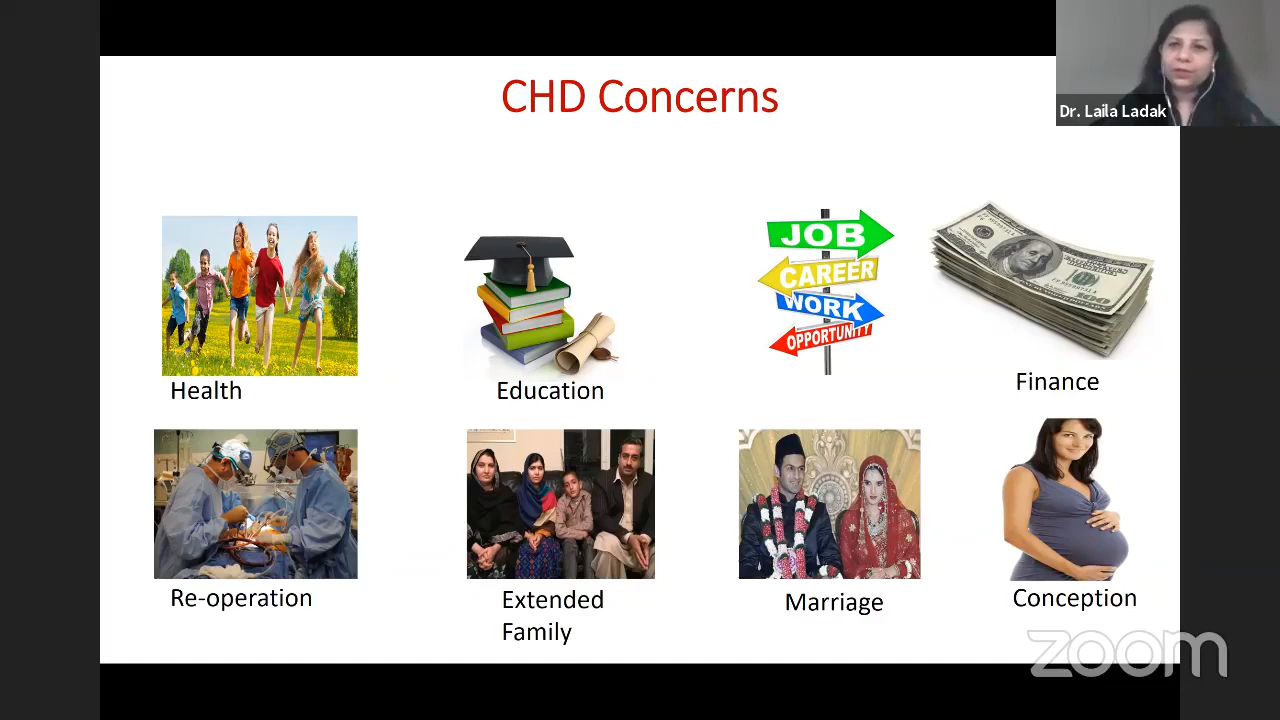 CHD Concerns
Dr. Laila Ladak
JOB
CAREER
WORK
OPPORTUNITY
100
Health
Education
Finance
Re-operation
Extended
Family
Marriage
Conception
zoom